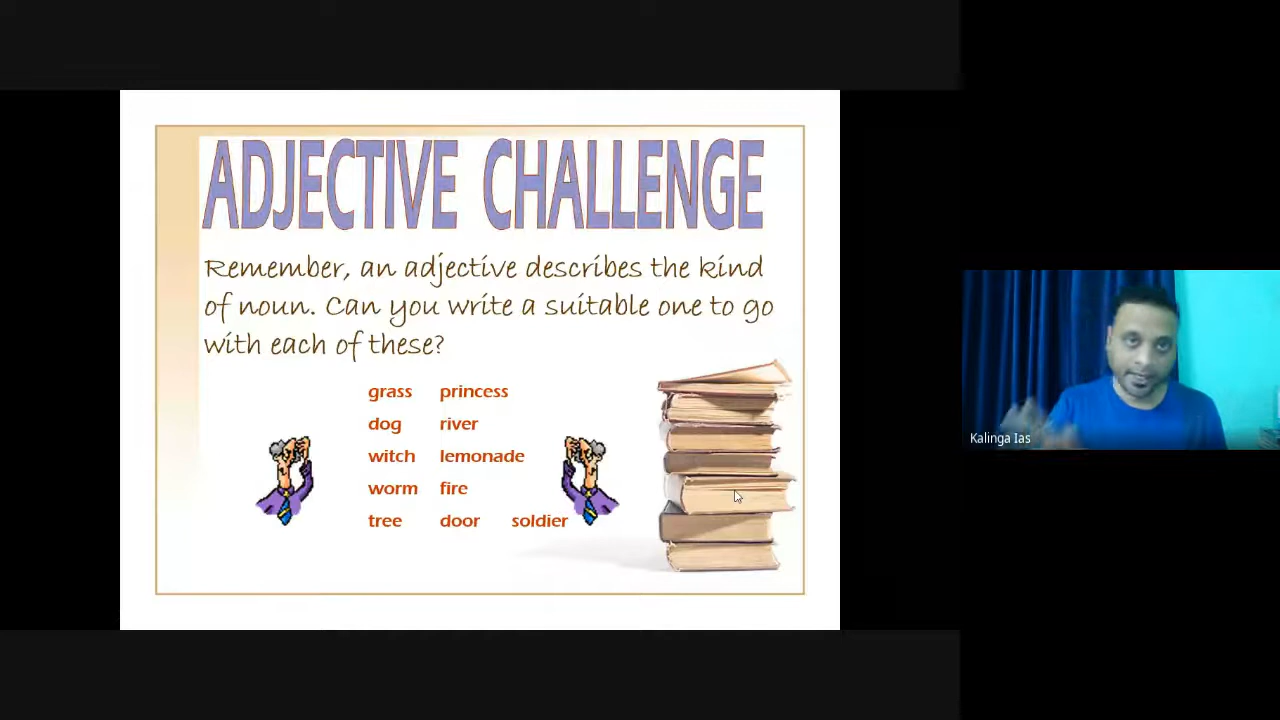 ADJECTIVE CHALLENGE
Remember, an adjective describes the kind
of noun. Can you write a suitable one to go
with each of these?
grass princess
dog river
witch lemonade
worm fire
tree door soldier
Kalinga Ias